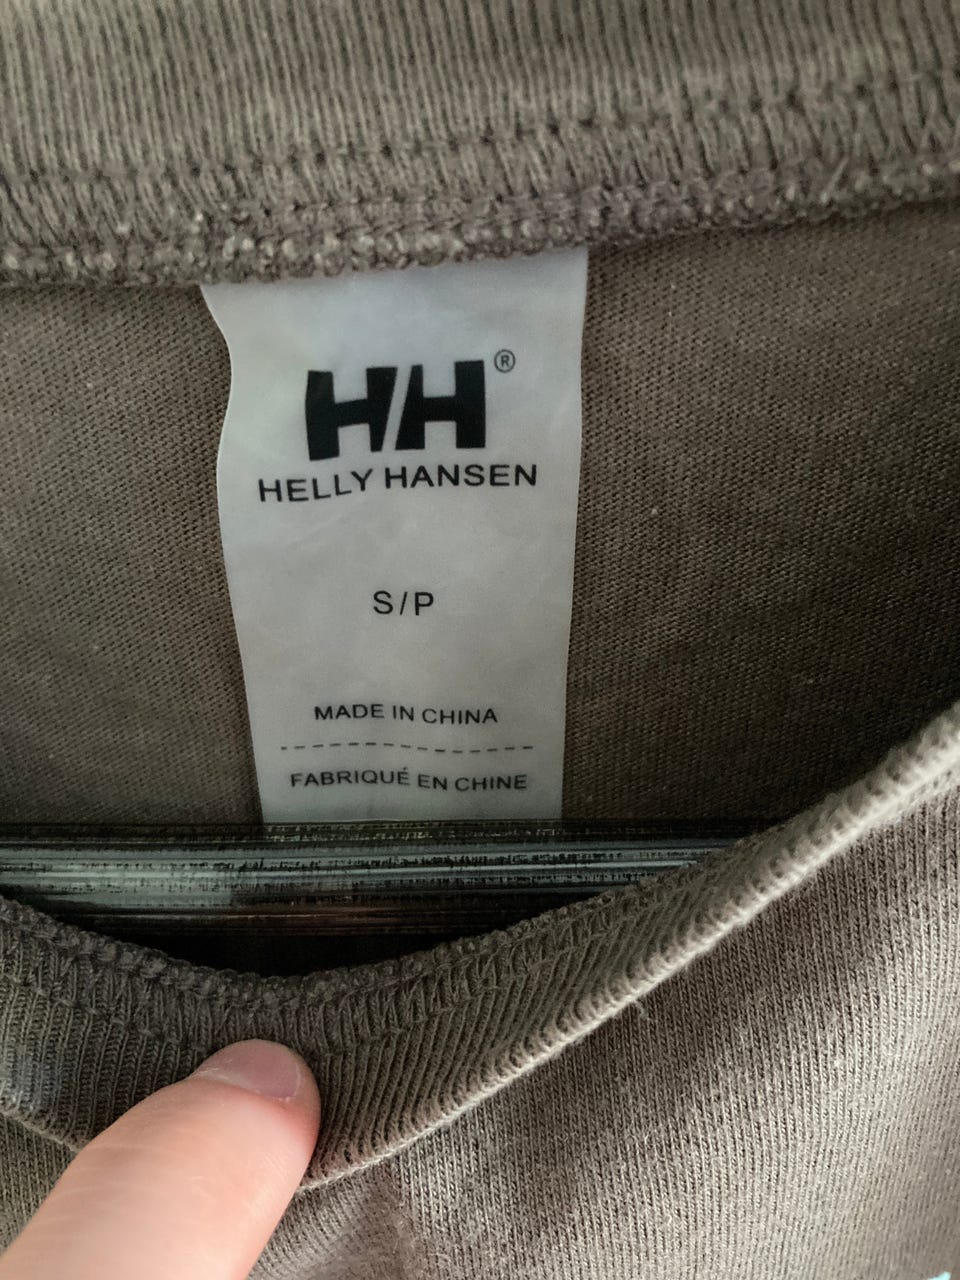 HH®
HELLY HANSEN
S/P
MADE IN CHINA
FABRIQUÉ EN CHINE